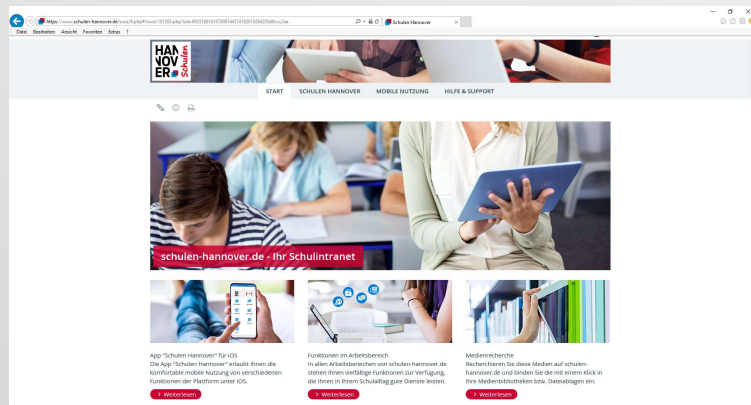 Schulen Hannover
Datei Bearbeiten Ansicht Favoriten Extras ?
HAN
NOV
ER
Schulen
START SCHULEN HANNOVER MOBILE NUTZUNG HILFE & SUPPORT
schulen-hannover.de - Ihr Schulintranet
App "Schulen Hannover" für iOS
Die App "Schulen Hannover" erlaubt Ihnen die
komfortable mobile Nutzung von verschiedenen
Funktionen der Plattform unter iOS.
> Weiterlesen
Funktionen im Arbeitsbereich
In allen Arbeitsbereichen von schulen-hannover.de
stehen Ihnen vielfältige Funktionen zur Verfügung,
die Ihnen in Ihrem Schulalltag gute Dienste leisten.
> Weiterlesen
Medienrecherche
Recherchieren Sie diese Medien auf schulen-
hannover.de und binden Sie die mit einem Klick in
Ihre Medienbibliotheken bzw. Dateiablagen ein.
> Weiterlesen